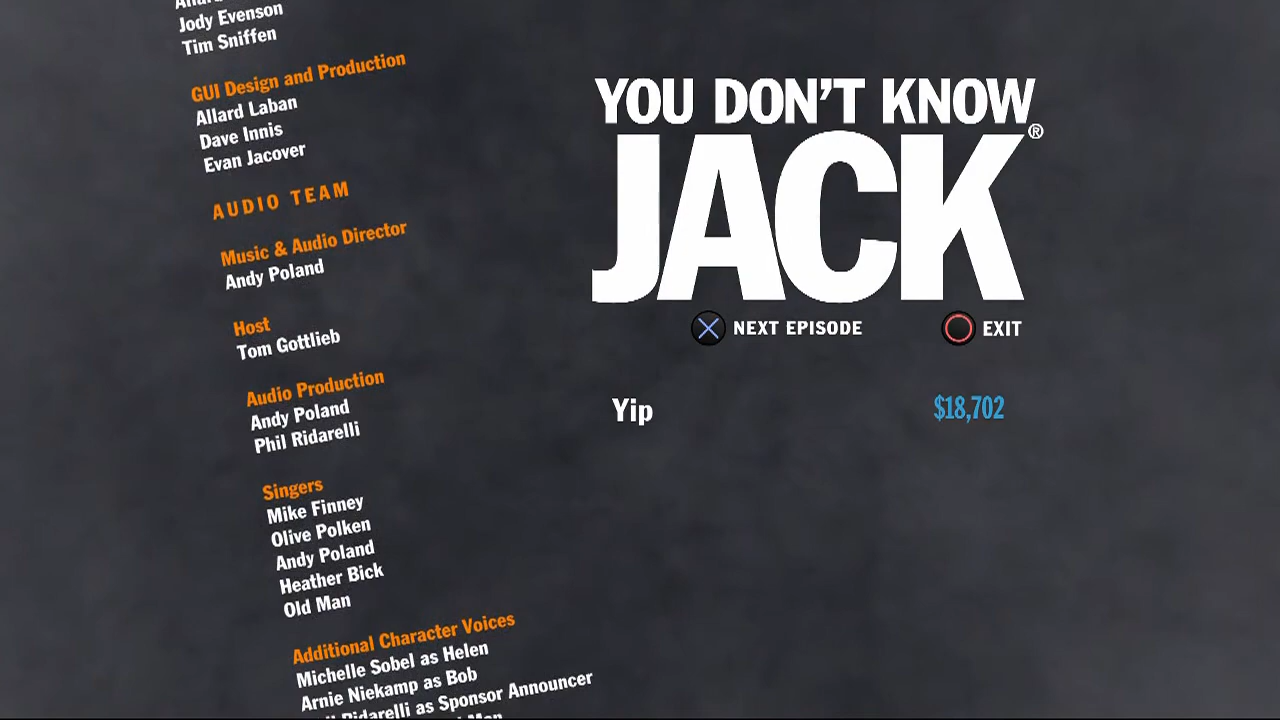 Jody Evenson
Tim Sniffen
GUI Design and Production
Allard Laban
Dave Innis
Evan Jacover
AUDIO TEAM
Music & Audio Director
Andy Poland
Host
Tom Gottlieb
Audio Production
Andy Poland
Phil Ridarelli
Singers
Mike Finney
Olive Polken
Andy Poland
Heather Bick
Old Man
Additional Character Voices
Michelle Sobel as Helen
Arnie Niekamp as Bob
Ridarelli as Sponsor Announcer
YOU DON'T KNOW
JACK®
NEXT EPISODE EXIT
Yip $18,702